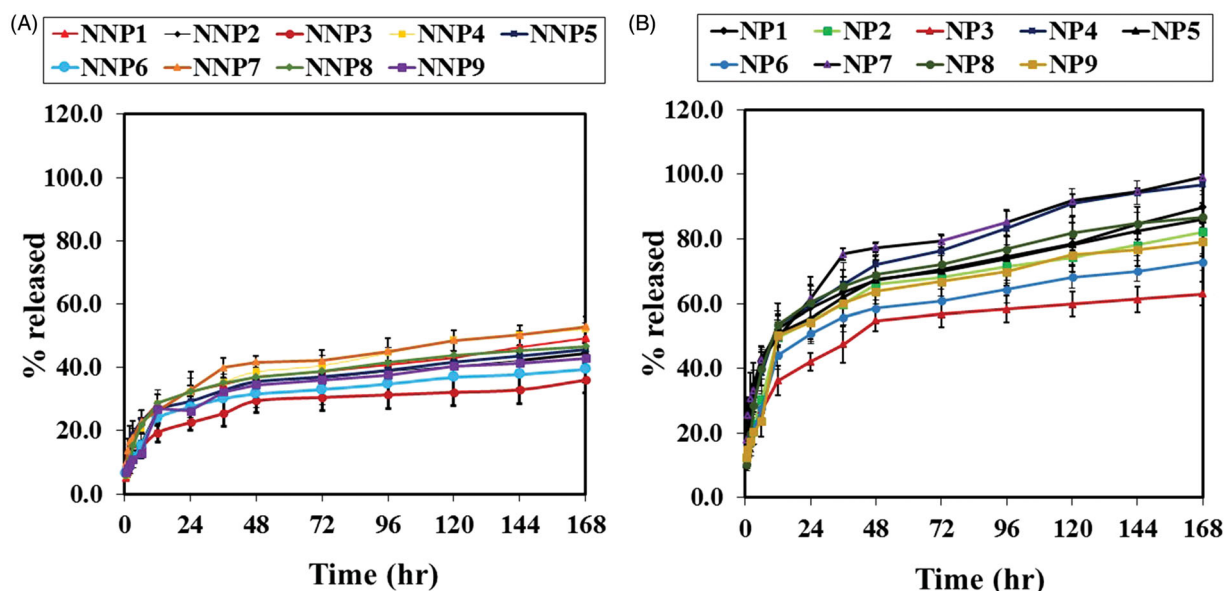 (A)
NNP1 NNP2 NNP3 NNP4 NNP5
NNP6 NNP7 NNP8 NNP9
120.0
100.0
80.0
60.0
40.0
20.0
0.0
% released
0 24 48 72 96 120 144 168
Time (hr)
(B)
NP1 NP2 NP3 NP4 NP5
NP6 NP7 NP8 NP9
120.0
100.0
80.0
60.0
40.0
20.0
0.0
% released
0 24 48 72 96 120 144 168
Time (hr)